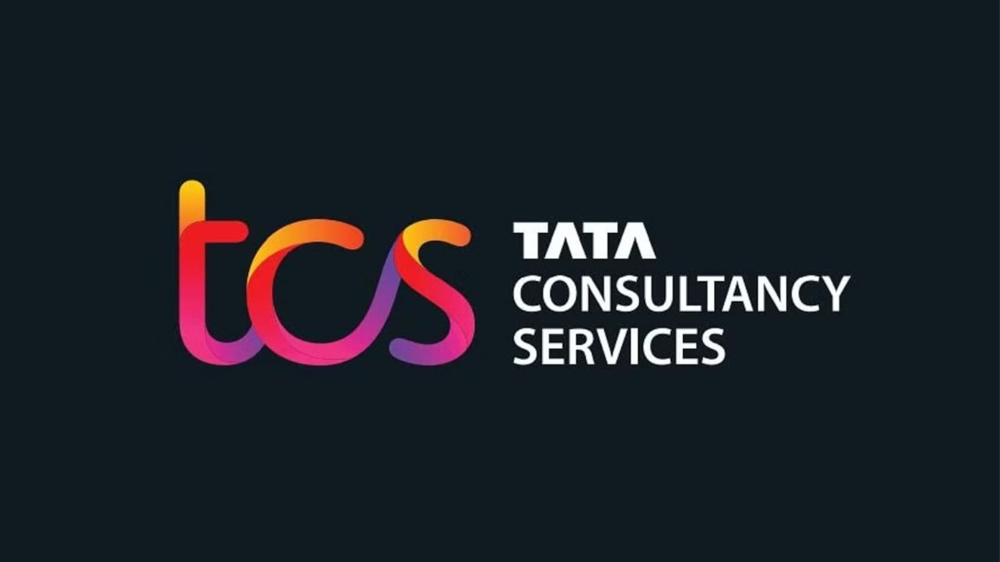 tcs
TATA
CONSULTANCY
SERVICES